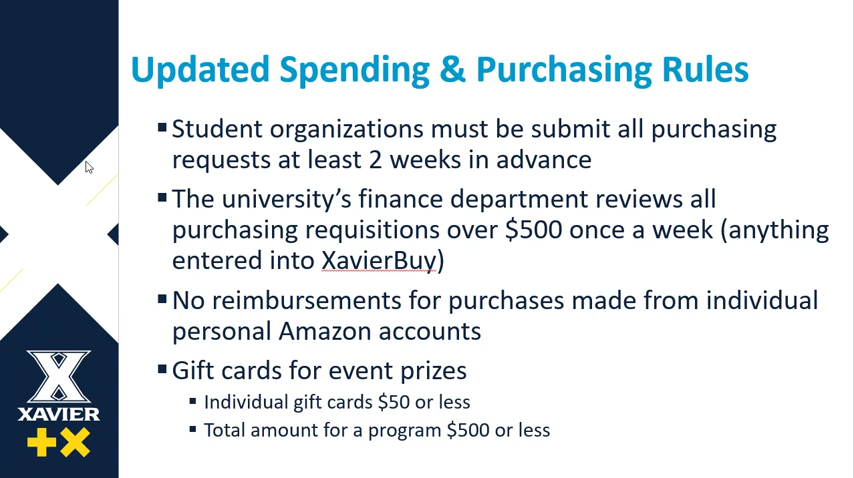 Updated Spending & Purchasing Rules
▪Student organizations must be submit all purchasing
requests at least 2 weeks in advance
▪The university’s finance department reviews all
purchasing requisitions over $500 once a week (anything
entered into XavierBuy)
▪No reimbursements for purchases made from individual
personal Amazon accounts
▪Gift cards for event prizes
▪ Individual gift cards $50 or less
▪ Total amount for a program $500 or less
X
XAVIER